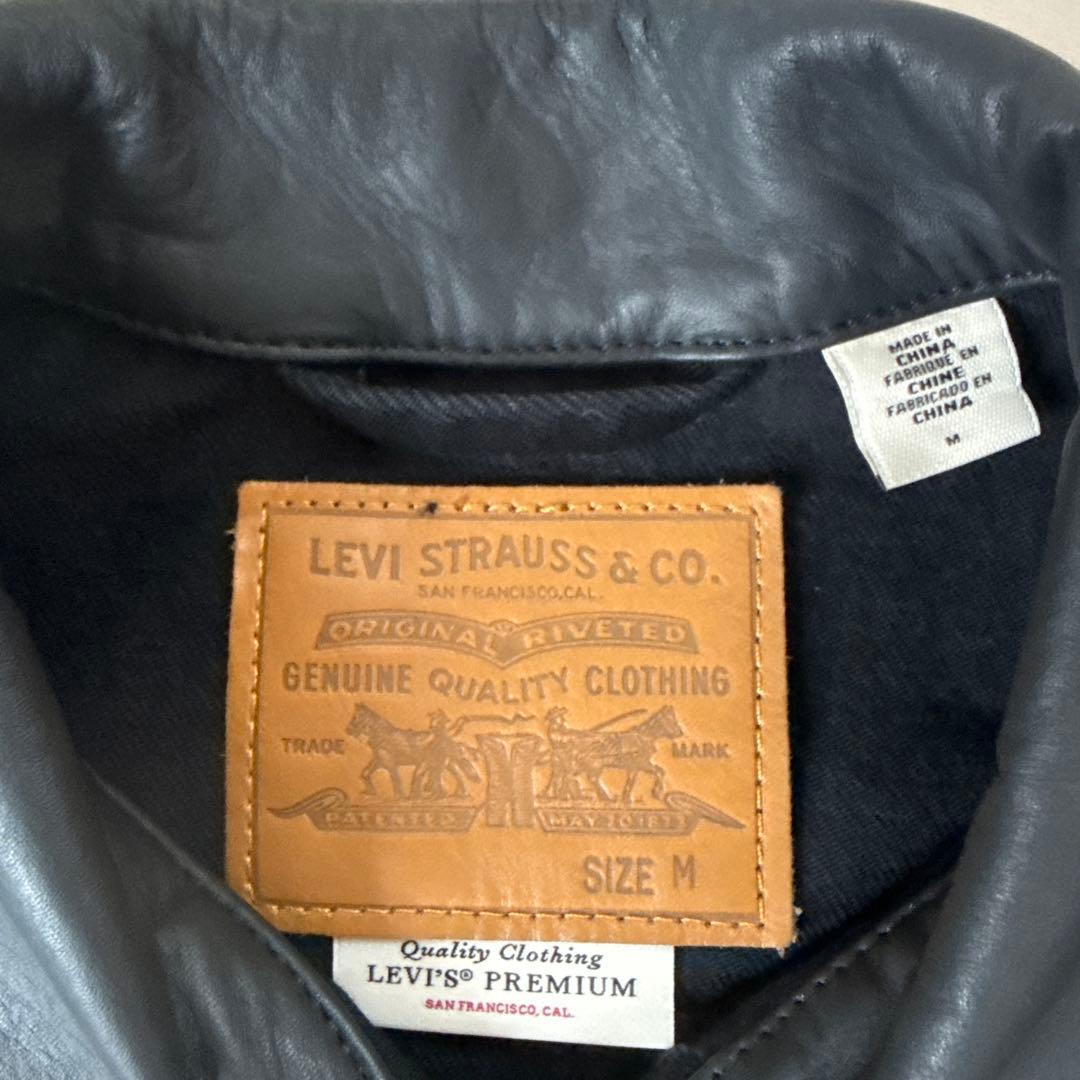 MADE IN
CHINA
FABRIQUE EN
CHINE
FABRICADO EN
CHINA
M
LEVI STRAUSS & CO.
SAN FRANCISCO, CAL.
ORIGINAL RIVETED
GENUINE QUALITY CLOTHING
TRADE MARK
PATENTED MAY 20 1873
SIZE M
Quality Clothing
LEVI'S® PREMIUM
SAN FRANCISCO, CAL.